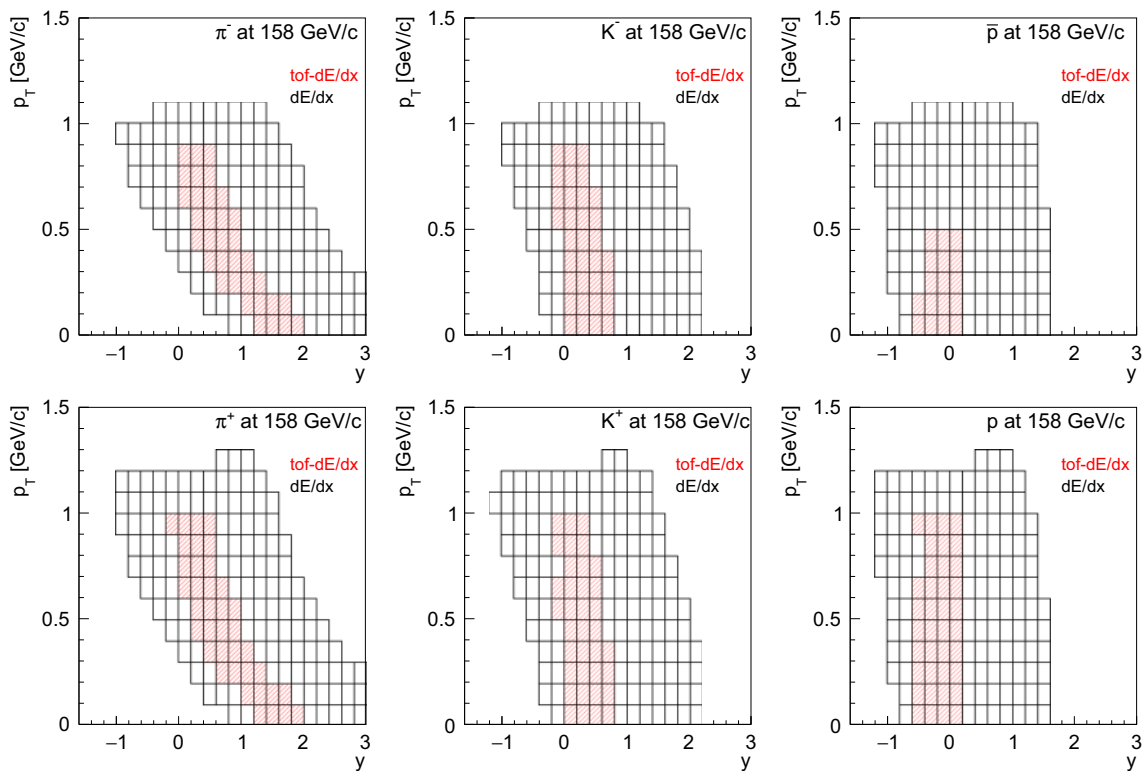 π⁻ at 158 GeV/c
tof-dE/dx
dE/dx
p_T [GeV/c]
1.5
1
0.5
0
−1 0 1 2 3
y
K⁻ at 158 GeV/c
tof-dE/dx
dE/dx
p_T [GeV/c]
1.5
1
0.5
0
−1 0 1 2 3
y
p̅ at 158 GeV/c
tof-dE/dx
dE/dx
p_T [GeV/c]
1.5
1
0.5
0
−1 0 1 2 3
y
π⁺ at 158 GeV/c
tof-dE/dx
dE/dx
p_T [GeV/c]
1.5
1
0.5
0
−1 0 1 2 3
y
K⁺ at 158 GeV/c
tof-dE/dx
dE/dx
p_T [GeV/c]
1.5
1
0.5
0
−1 0 1 2 3
y
p at 158 GeV/c
tof-dE/dx
dE/dx
p_T [GeV/c]
1.5
1
0.5
0
−1 0 1 2 3
y